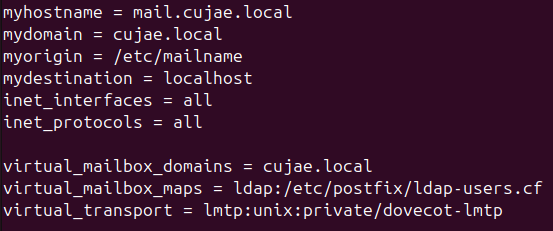 myhostname = mail.cujae.local
mydomain = cujae.local
myorigin = /etc/mailname
mydestination = localhost
inet_interfaces = all
inet_protocols = all
virtual_mailbox_domains = cujae.local
virtual_mailbox_maps = ldap:/etc/postfix/ldap-users.cf
virtual_transport = lmtp:unix:private/dovecot-lmtp